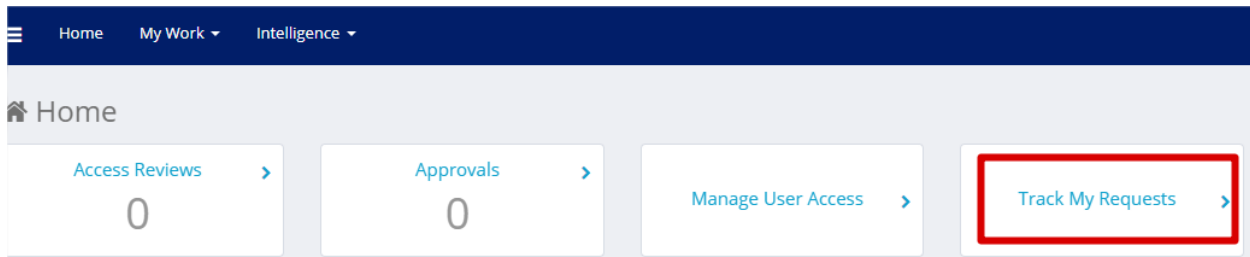 Home My Work Intelligence
Home
Access Reviews Approvals Manage User Access Track My Requests
0 0